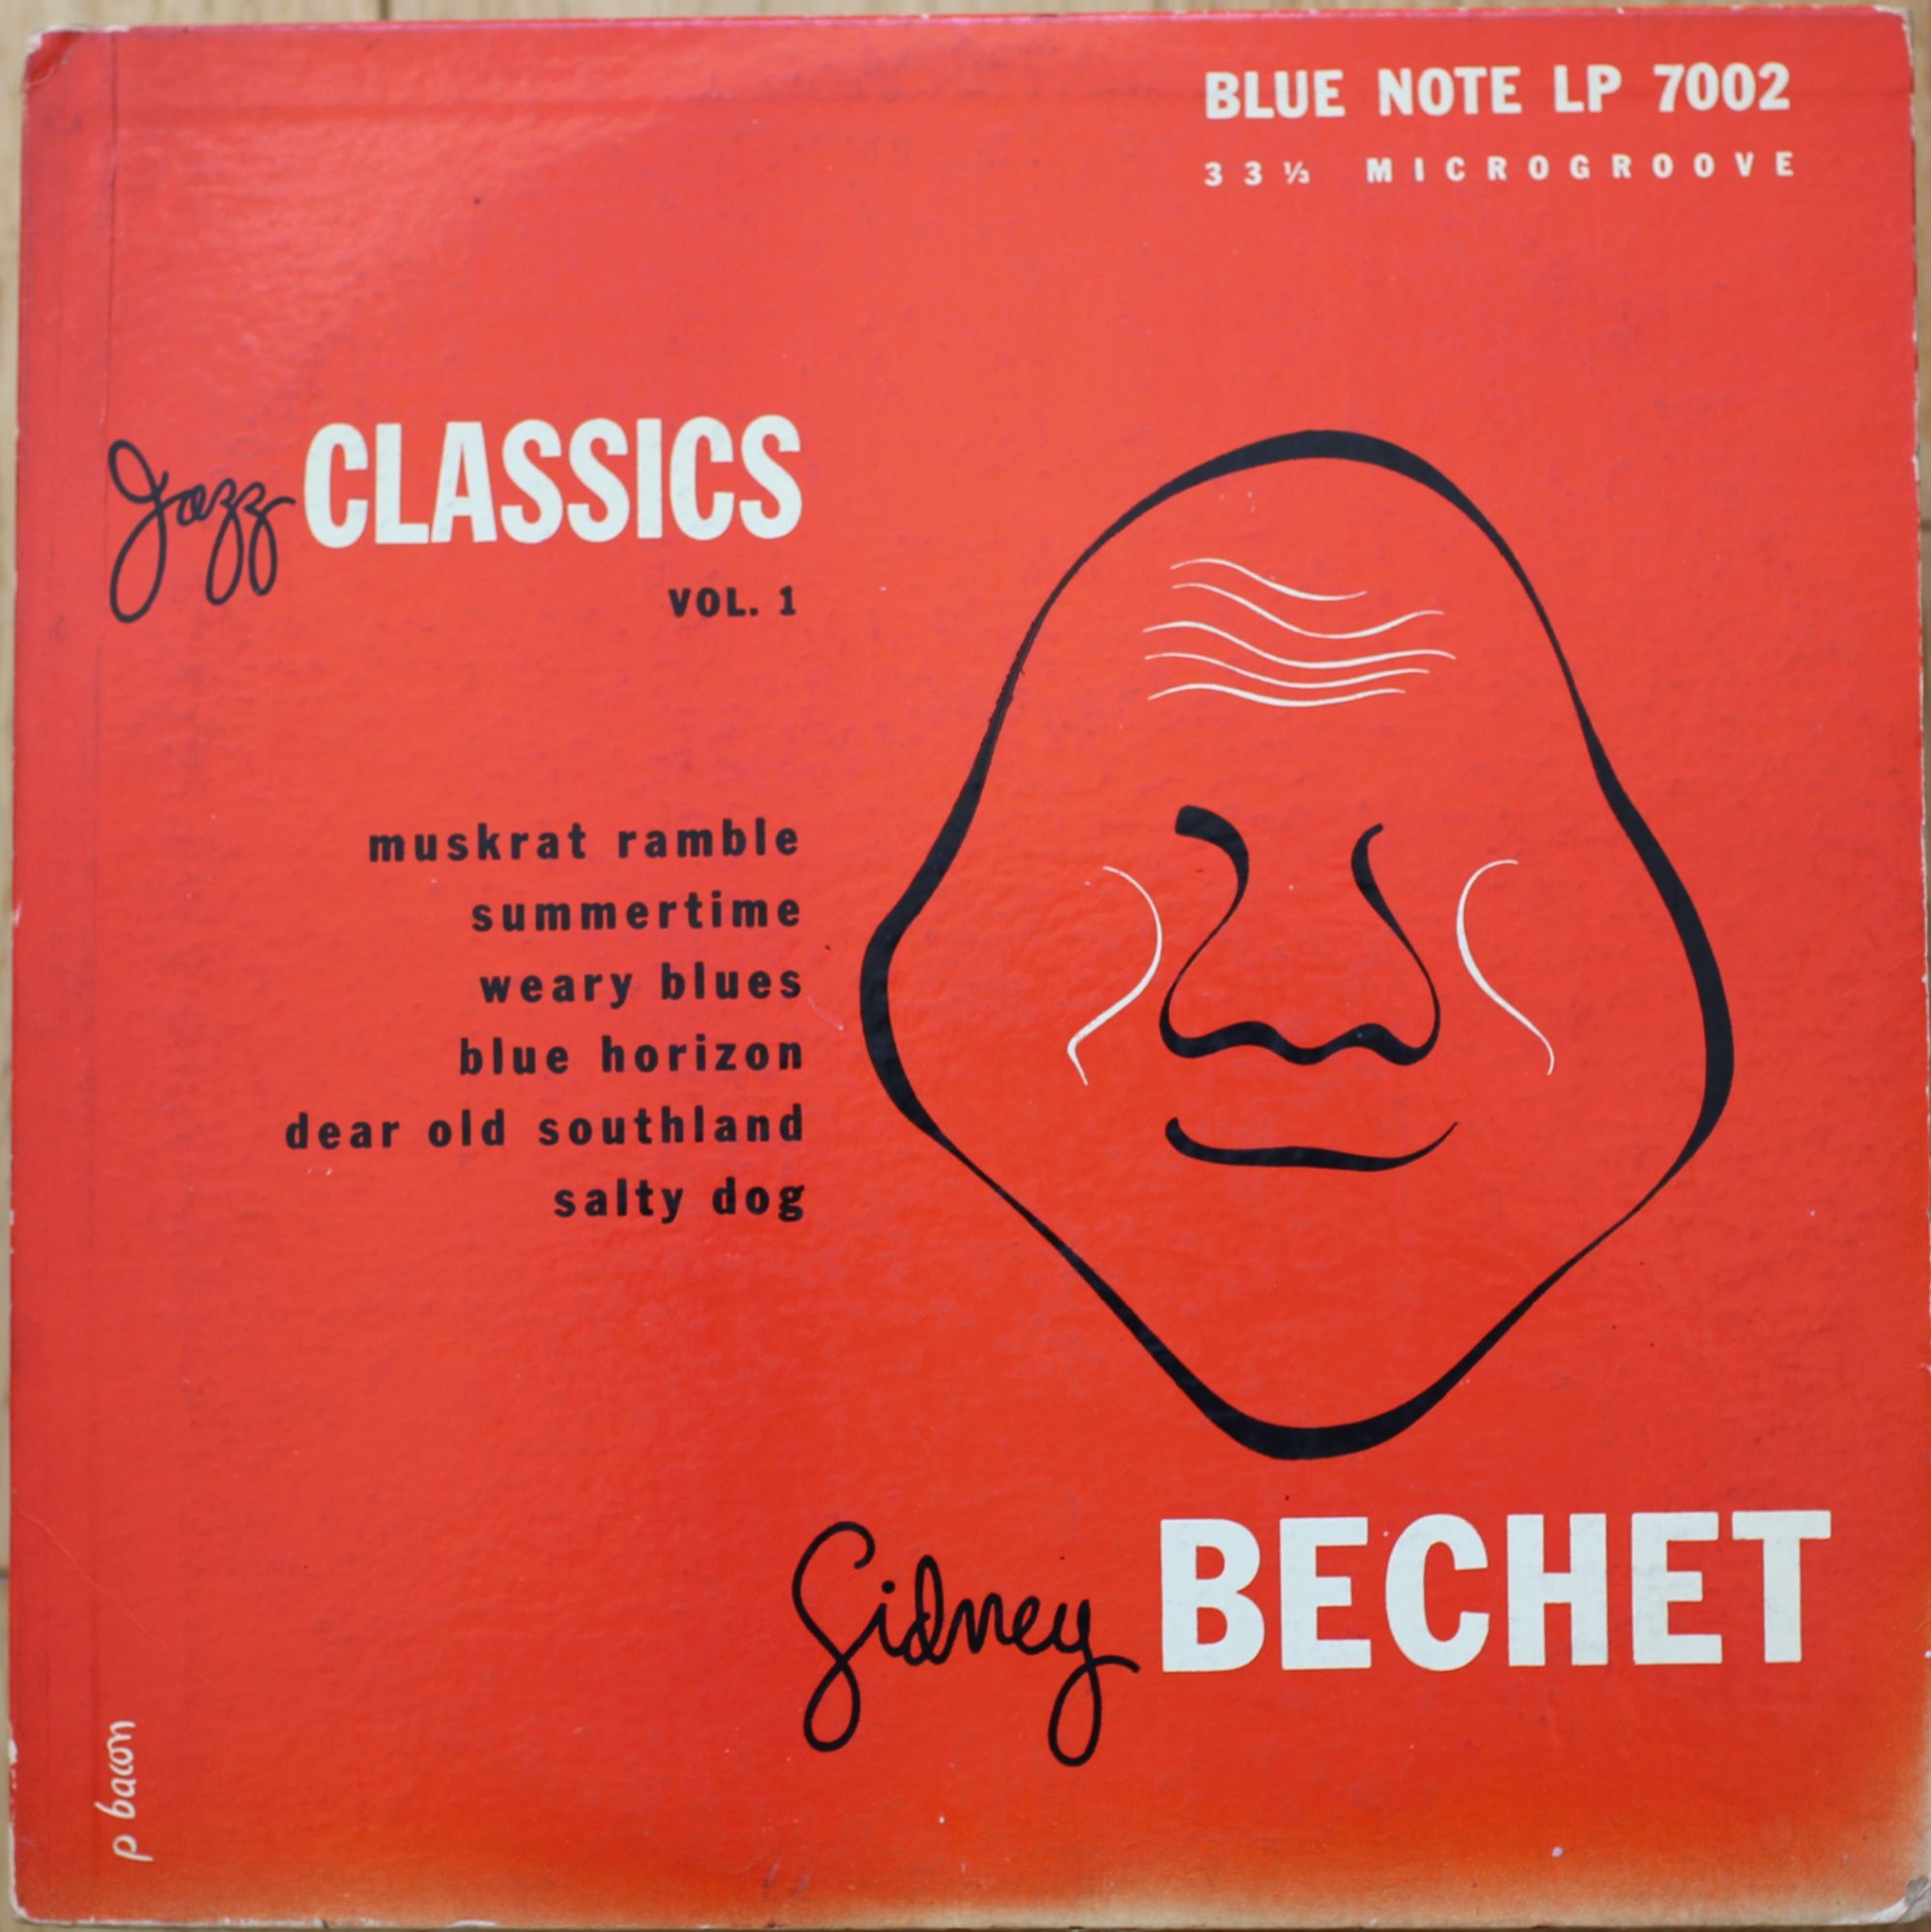 BLUE NOTE LP 7002
33⅓ MICROGROOVE
Jazz CLASSICS
VOL. 1
muskrat ramble
summertime
weary blues
blue horizon
dear old southland
salty dog
Sidney BECHET
p bacon